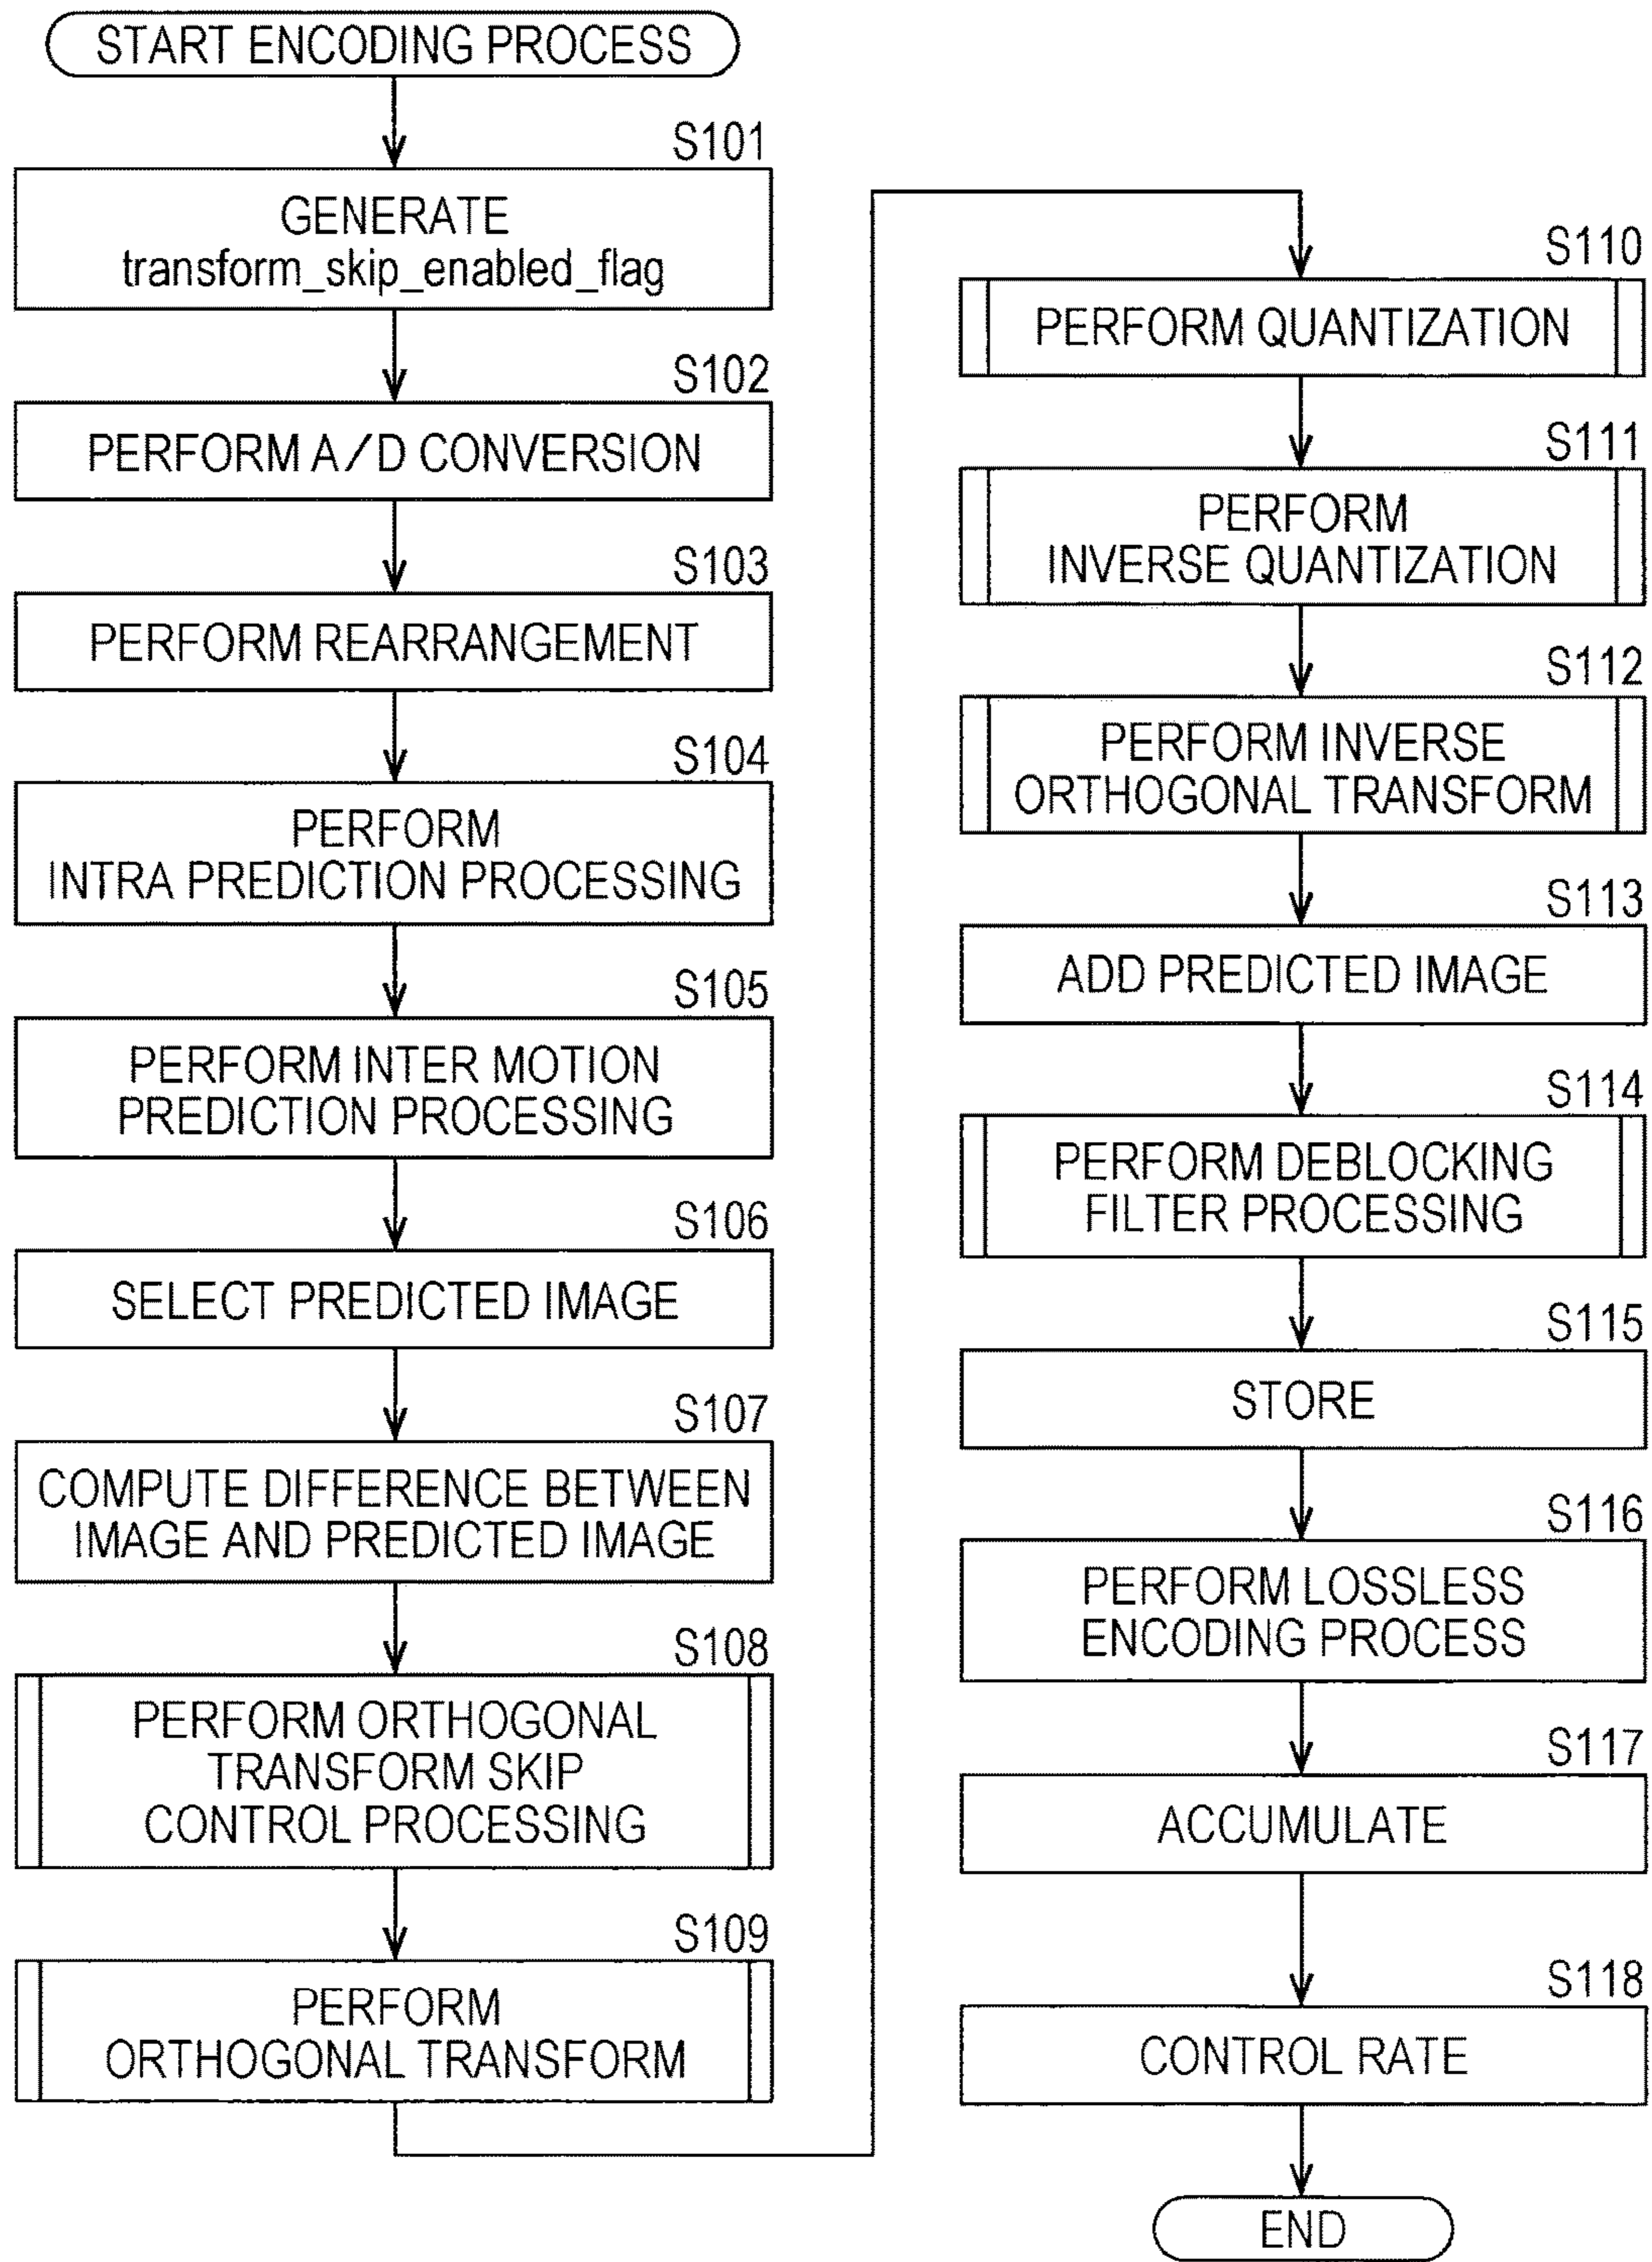 START ENCODING PROCESS
S101
GENERATE
transform_skip_enabled_flag
S102
PERFORM A/D CONVERSION
S103
PERFORM REARRANGEMENT
S104
PERFORM
INTRA PREDICTION PROCESSING
S105
PERFORM INTER MOTION
PREDICTION PROCESSING
S106
SELECT PREDICTED IMAGE
S107
COMPUTE DIFFERENCE BETWEEN
IMAGE AND PREDICTED IMAGE
S108
PERFORM ORTHOGONAL
TRANSFORM SKIP
CONTROL PROCESSING
S109
PERFORM
ORTHOGONAL TRANSFORM
S110
PERFORM QUANTIZATION
S111
PERFORM
INVERSE QUANTIZATION
S112
PERFORM INVERSE
ORTHOGONAL TRANSFORM
S113
ADD PREDICTED IMAGE
S114
PERFORM DEBLOCKING
FILTER PROCESSING
S115
STORE
S116
PERFORM LOSSLESS
ENCODING PROCESS
S117
ACCUMULATE
S118
CONTROL RATE
END